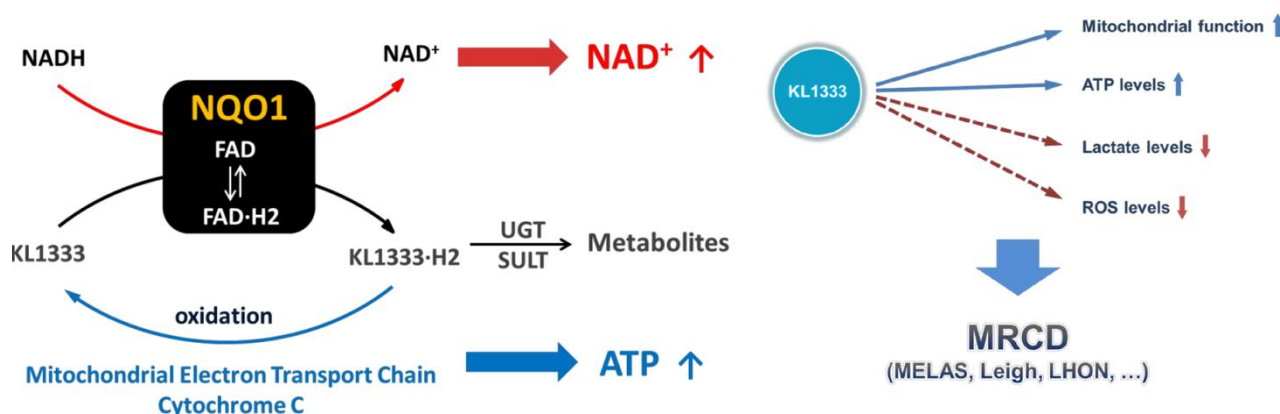 NADH
NAD⁺
NAD⁺ ↑
NQO1
FAD
FAD·H2
KL1333
KL1333·H2
UGT
SULT
Metabolites
oxidation
Mitochondrial Electron Transport Chain
Cytochrome C
ATP ↑
KL1333
Mitochondrial function
ATP levels
Lactate levels
ROS levels
MRCD
(MELAS, Leigh, LHON, ...)